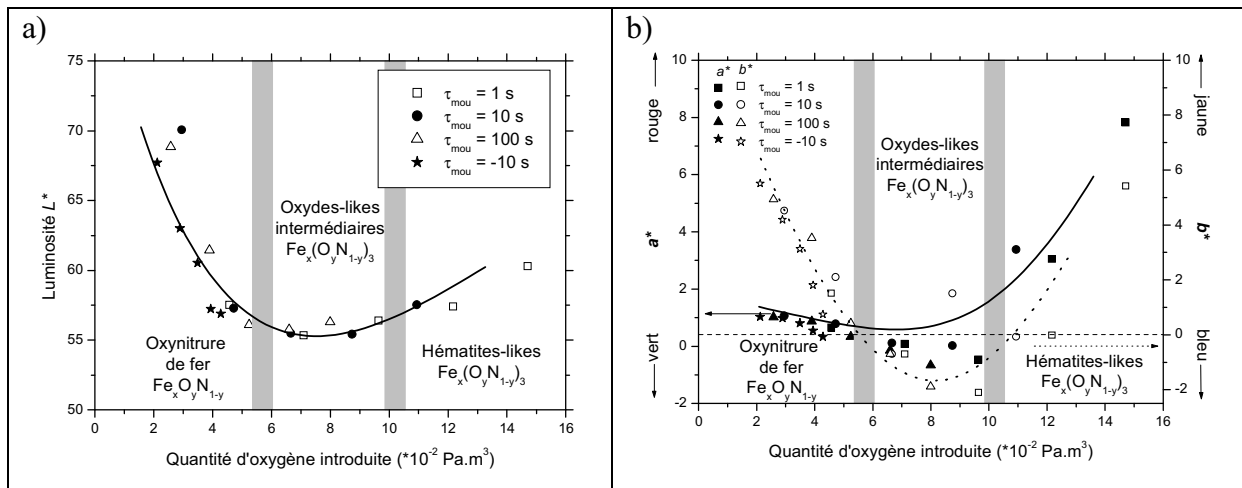 a)
75
70
65
60
55
50
Luminosité L*
τmou = 1 s
τmou = 10 s
τmou = 100 s
τmou = -10 s
Oxydes-likes
intermédiaires
Fex(OyN1-y)3
Oxynitrure
de fer
FexOyN1-y
Hématites-likes
Fex(OyN1-y)3
0 2 4 6 8 10 12 14 16
Quantité d'oxygène introduite (*10-2 Pa.m3)
b)
10
8
6
4
2
0
-2
rouge
a*
vert
a* b*
τmou = 1 s
τmou = 10 s
τmou = 100 s
τmou = -10 s
Oxydes-likes
intermédiaires
Fex(OyN1-y)3
Oxynitrure
de fer
FexOyN1-y
Hématites-likes
Fex(OyN1-y)3
10
8
6
4
2
0
-2
jaune
b*
bleu
0 2 4 6 8 10 12 14 16
Quantité d'oxygène introduite (*10-2 Pa.m3)